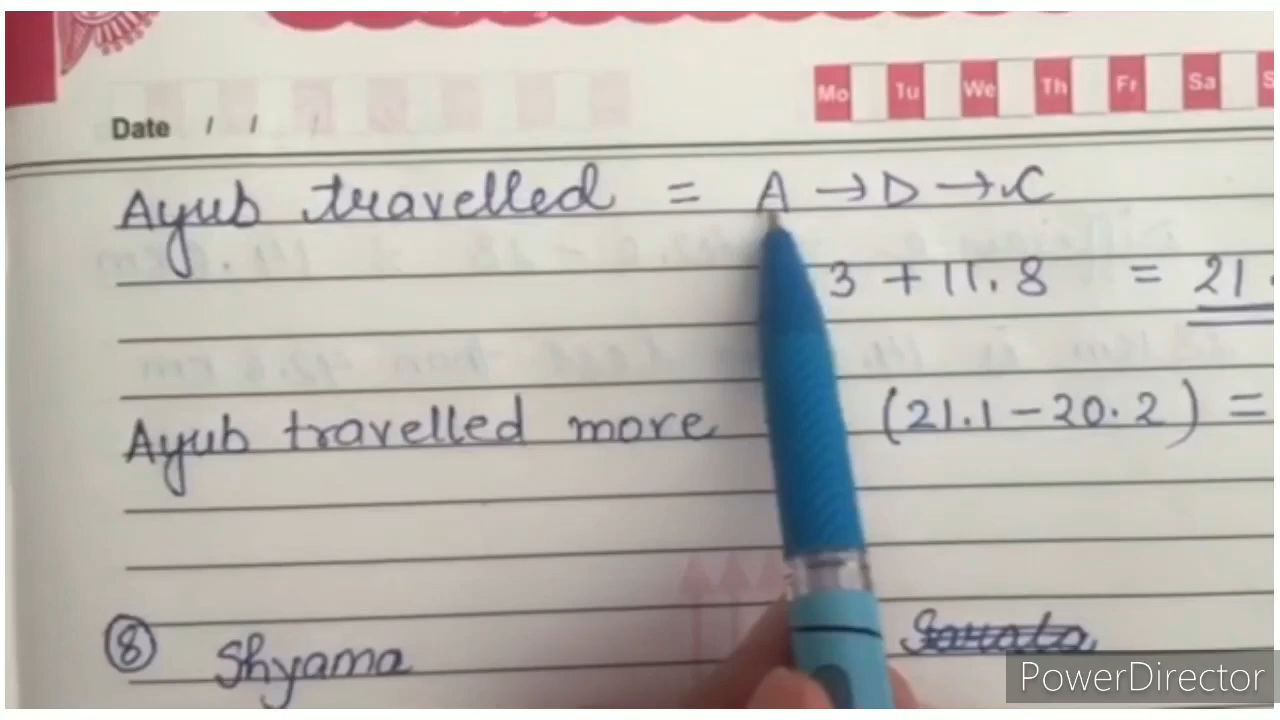 Mo Tu We Th Fr Sa S
Date / / /
Ayub travelled = A → D → C
3 + 11.8 = 21.
Ayub travelled more (21.1 - 20.2) =
8 Shyama
PowerDirector